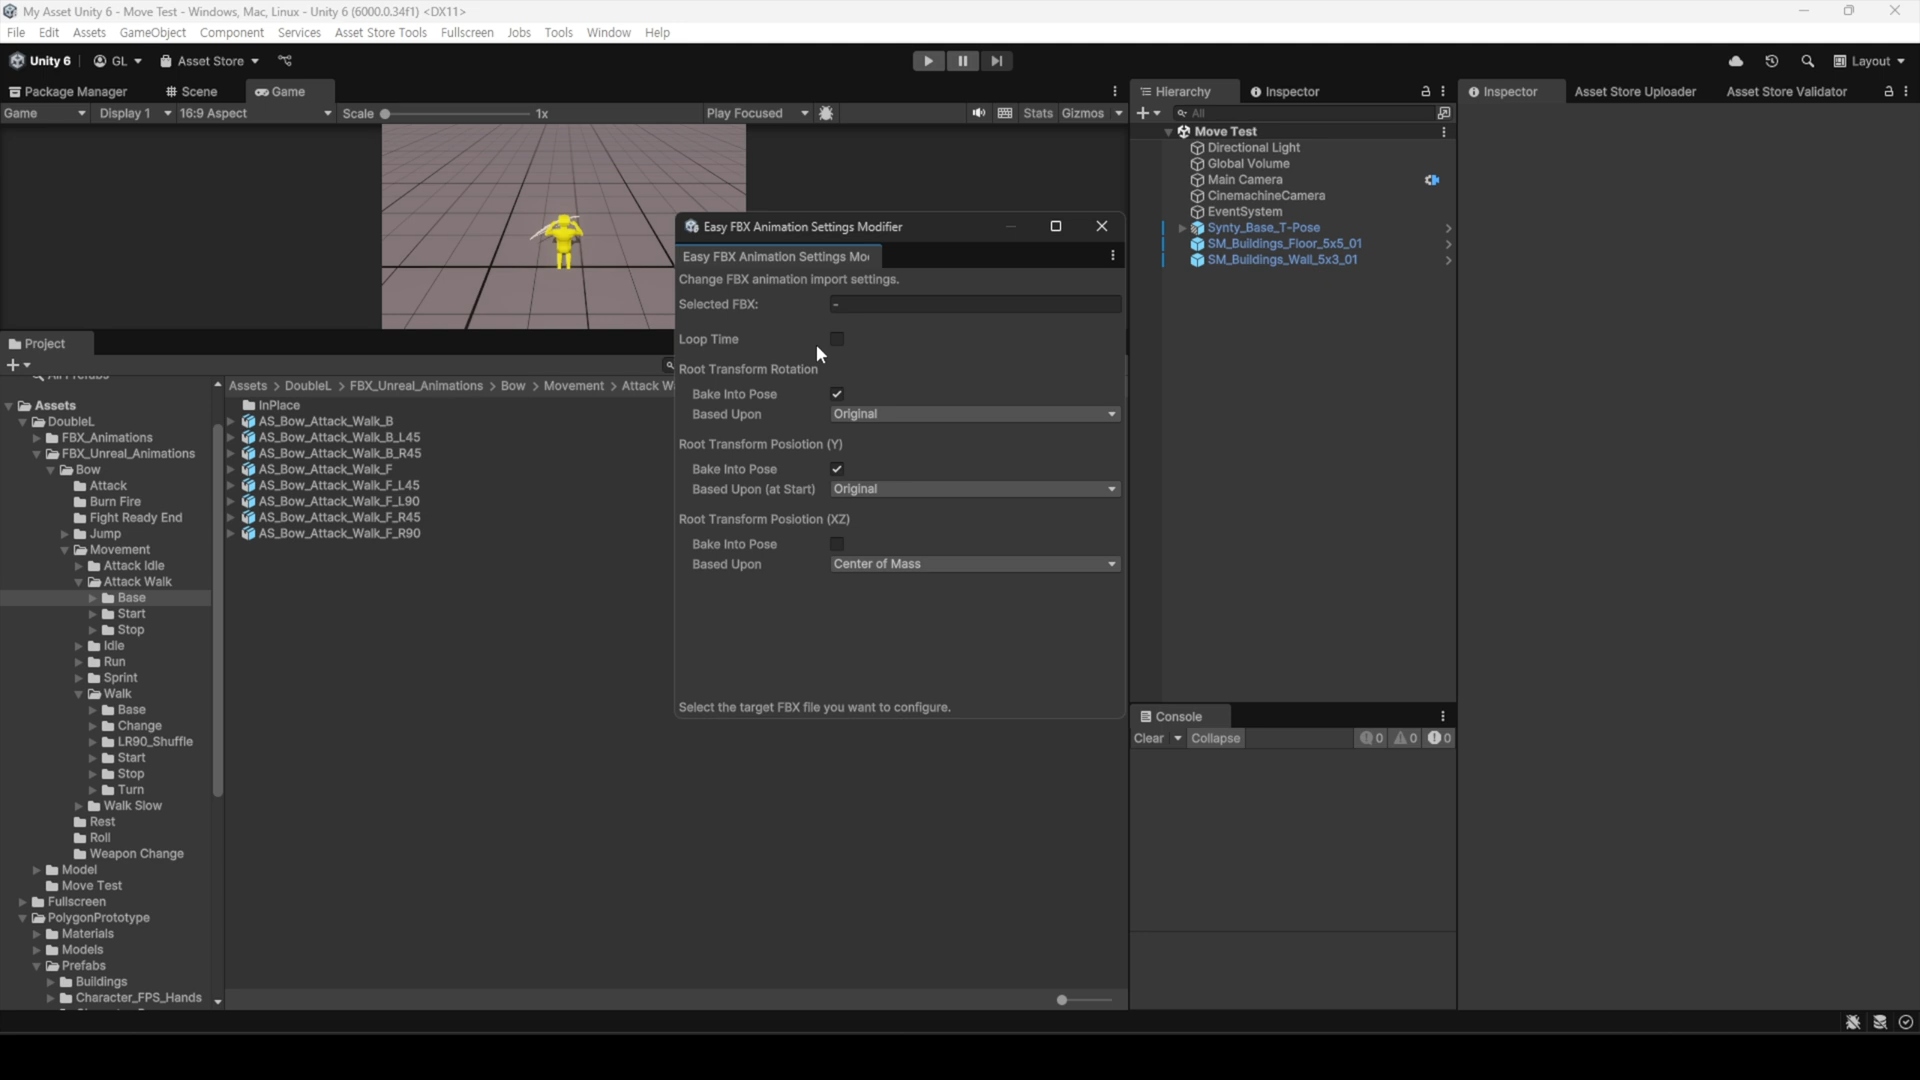 My Asset Unity 6 - Move Test - Windows, Mac, Linux - Unity 6 (6000.0.34f1) <DX11>
File Edit Assets GameObject Component Services Asset Store Tools Fullscreen Jobs Tools Window Help
Unity 6 GL Asset Store Layout
Package Manager Scene Game
Game Display 1 16:9 Aspect Scale 1x Play Focused Stats Gizmos
Hierarchy Inspector
All
Move Test
Directional Light
Global Volume
Main Camera
CinemachineCamera
EventSystem
Synty_Base_T-Pose
SM_Buildings_Floor_5x5_01
SM_Buildings_Wall_5x3_01
Inspector Asset Store Uploader Asset Store Validator
Easy FBX Animation Settings Modifier
Easy FBX Animation Settings Mo
Change FBX animation import settings.
Selected FBX: -
Loop Time
Root Transform Rotation
Bake Into Pose
Based Upon Original
Root Transform Posiotion (Y)
Bake Into Pose
Based Upon (at Start) Original
Root Transform Posiotion (XZ)
Bake Into Pose
Based Upon Center of Mass
Select the target FBX file you want to configure.
Project
All Prefabs
Assets
DoubleL
FBX_Animations
FBX_Unreal_Animations
Bow
Attack
Burn Fire
Fight Ready End
Jump
Movement
Attack Idle
Attack Walk
Base
Start
Stop
Idle
Run
Sprint
Walk
Base
Change
LR90_Shuffle
Start
Stop
Turn
Walk Slow
Rest
Roll
Weapon Change
Model
Move Test
Fullscreen
PolygonPrototype
Materials
Models
Prefabs
Buildings
Character_FPS_Hands
Assets > DoubleL > FBX_Unreal_Animations > Bow > Movement > Attack W
InPlace
AS_Bow_Attack_Walk_B
AS_Bow_Attack_Walk_B_L45
AS_Bow_Attack_Walk_B_R45
AS_Bow_Attack_Walk_F
AS_Bow_Attack_Walk_F_L45
AS_Bow_Attack_Walk_F_L90
AS_Bow_Attack_Walk_F_R45
AS_Bow_Attack_Walk_F_R90
Console
Clear Collapse 0 0 0